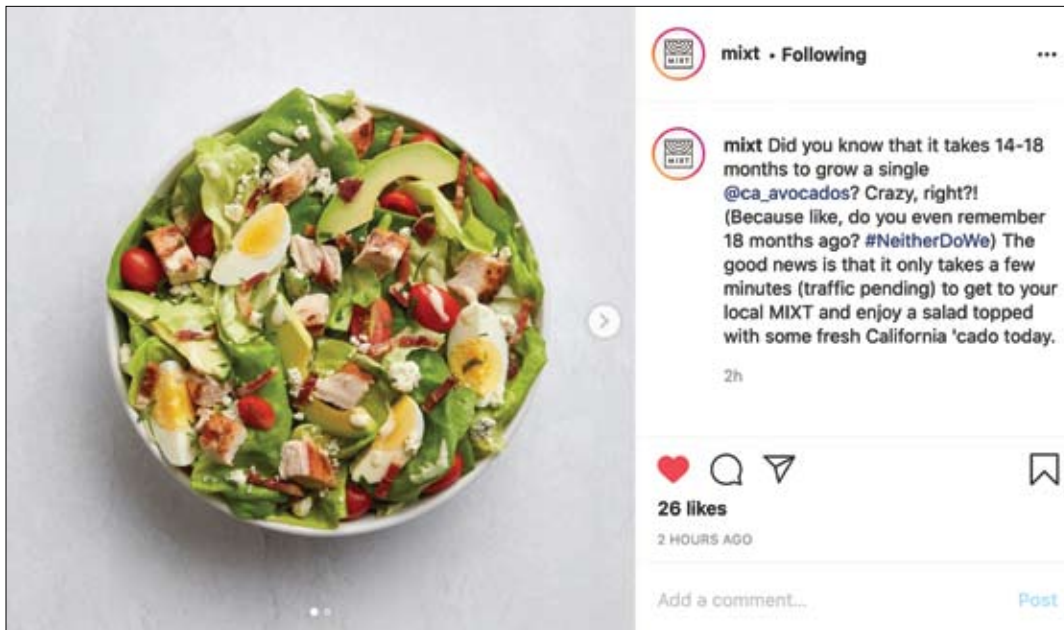 MIXT
mixt • Following
MIXT
mixt Did you know that it takes 14-18
months to grow a single
@ca_avocados? Crazy, right?!
(Because like, do you even remember
18 months ago? #NeitherDoWe) The
good news is that it only takes a few
minutes (traffic pending) to get to your
local MIXT and enjoy a salad topped
with some fresh California 'cado today.
2h
26 likes
2 HOURS AGO
Add a comment... Post